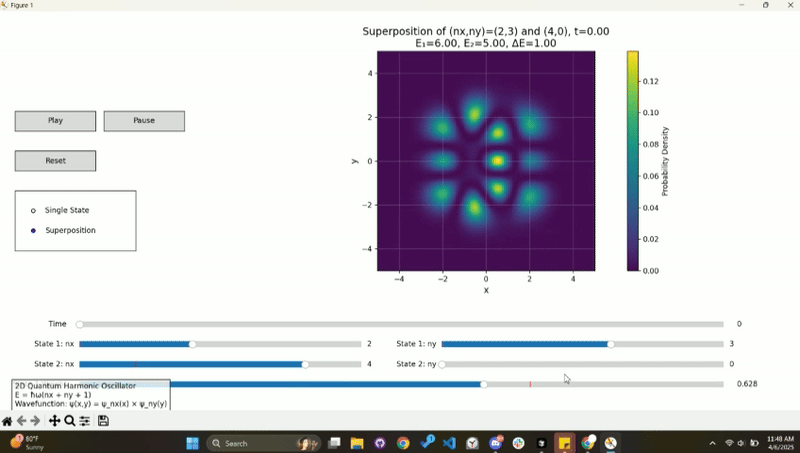 Figure 1
Superposition of (nx,ny)=(2,3) and (4,0), t=0.00
E₁=6.00, E₂=5.00, ΔE=1.00
Play
Pause
Reset
Single State
Superposition
y
4
2
0
−2
−4
−4
−2
0
2
4
x
0.12
0.10
0.08
0.06
0.04
0.02
0.00
Probability Density
Time
0
State 1: nx
2
State 1: ny
3
State 2: nx
4
State 2: ny
0
0.628
2D Quantum Harmonic Oscillator
E = ħω(nx + ny + 1)
Wavefunction: ψ(x,y) = ψ_nx(x) × ψ_ny(y)
80°F
Sunny
Search
11:48 AM
4/6/2025